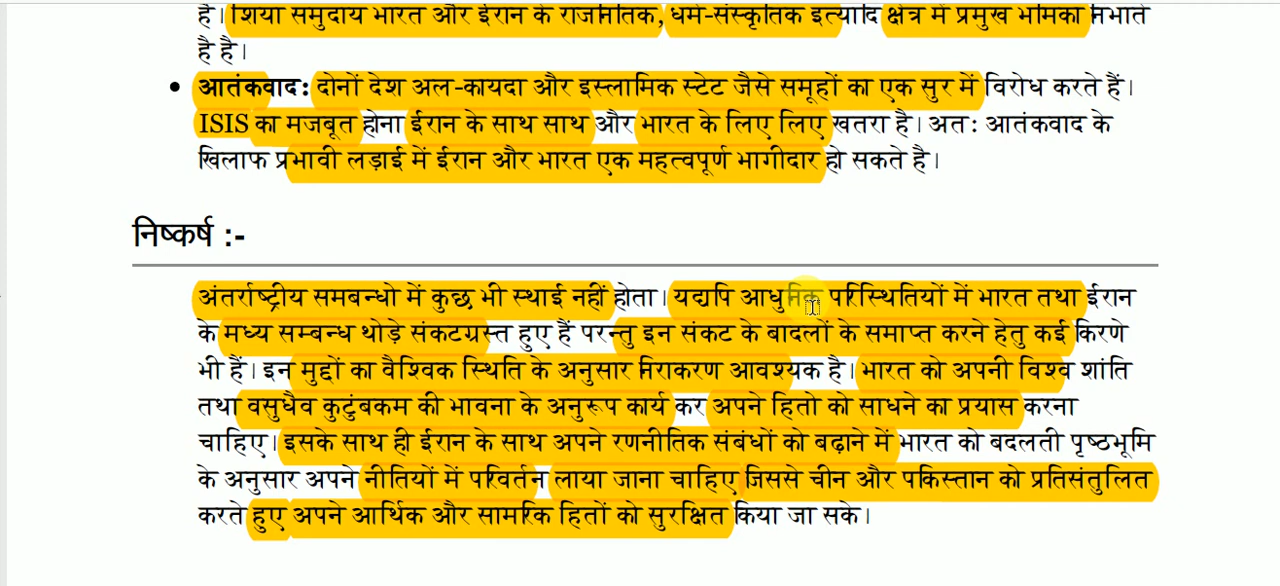 है। शिया समुदाय भारत और ईरान के राजनितिक, धर्म-संस्कृतिक इत्यादि क्षेत्र में प्रमुख भूमिका निभाते
है है।
• आतंकवाद: दोनों देश अल-कायदा और इस्लामिक स्टेट जैसे समूहों का एक सुर में विरोध करते हैं।
ISIS का मजबूत होना ईरान के साथ साथ और भारत के लिए लिए खतरा है। अत: आतंकवाद के
खिलाफ प्रभावी लड़ाई में ईरान और भारत एक महत्वपूर्ण भागीदार हो सकते है।
निष्कर्ष :-
अंतर्राष्ट्रीय समबन्धो में कुछ भी स्थाई नहीं होता। यद्यपि आधुनिक परिस्थितियों में भारत तथा ईरान
के मध्य सम्बन्ध थोड़े संकटग्रस्त हुए हैं परन्तु इन संकट के बादलों के समाप्त करने हेतु कई किरणे
भी हैं। इन मुद्दों का वैश्विक स्थिति के अनुसार निराकरण आवश्यक है। भारत को अपनी विश्व शांति
तथा वसुधैव कुटुंबकम की भावना के अनुरूप कार्य कर अपने हितो को साधने का प्रयास करना
चाहिए। इसके साथ ही ईरान के साथ अपने रणनीतिक संबंधों को बढ़ाने में भारत को बदलती पृष्ठभूमि
के अनुसार अपने नीतियों में परिवर्तन लाया जाना चाहिए जिससे चीन और पकिस्तान को प्रतिसंतुलित
करते हुए अपने आर्थिक और सामरिक हितों को सुरक्षित किया जा सके।